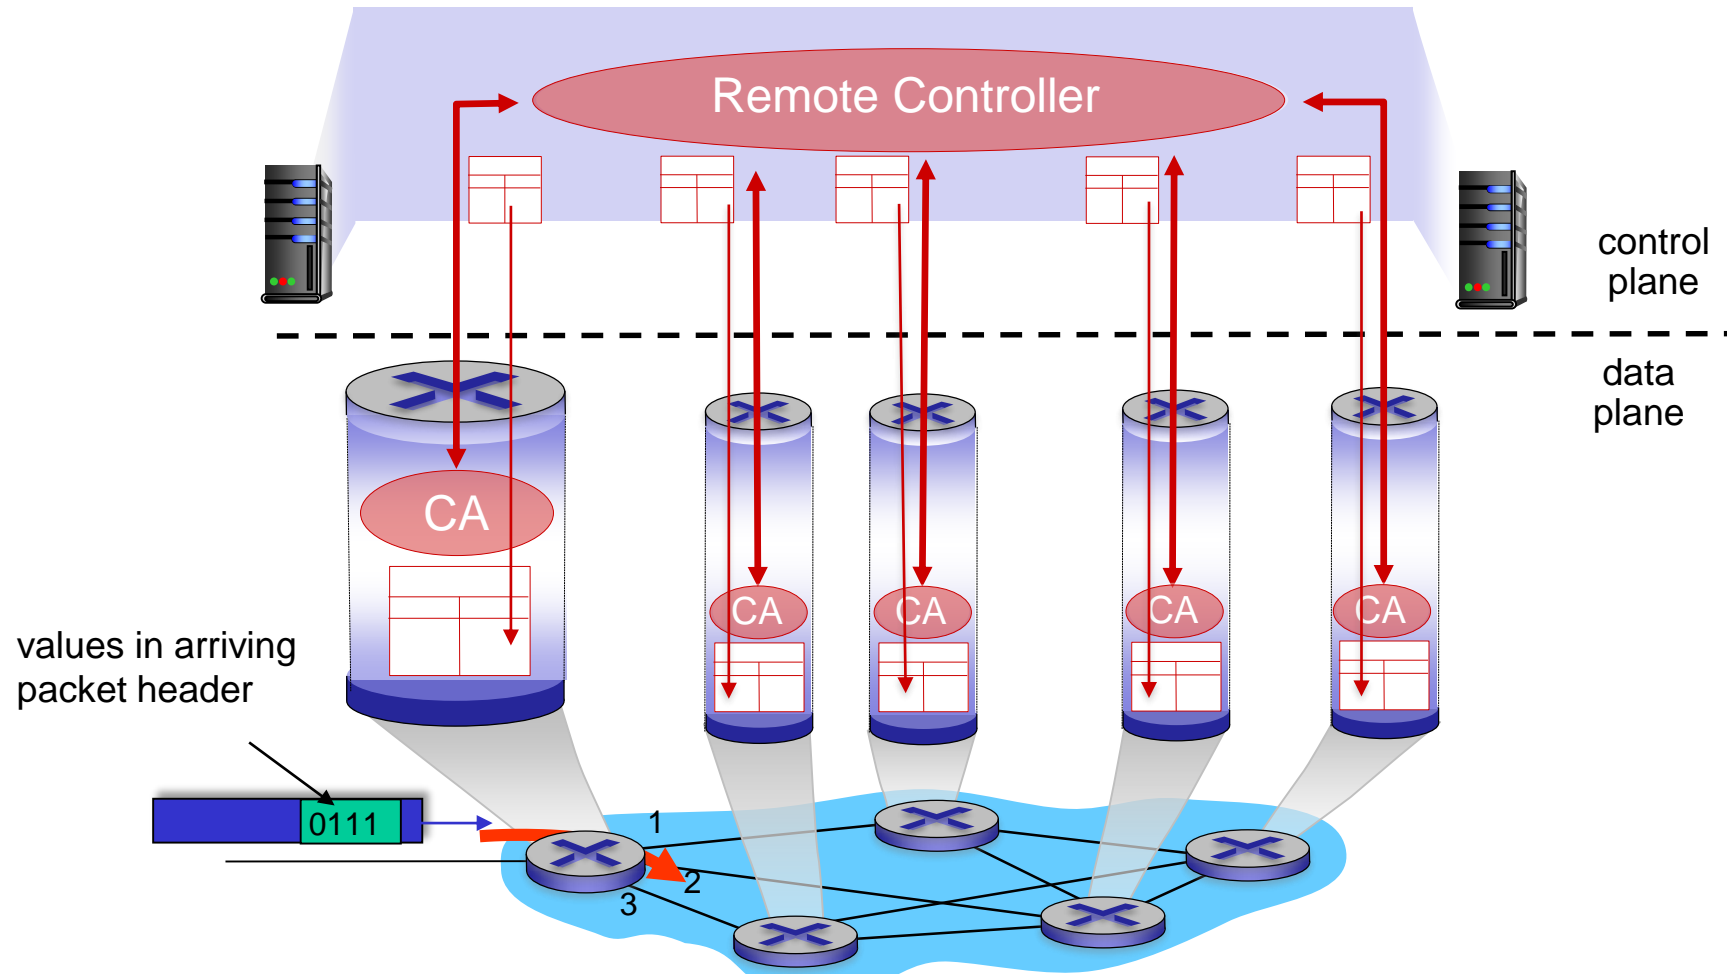 Remote Controller
control
plane
data
plane
CA
CA
CA
CA
CA
values in arriving
packet header
0111
1
2
3